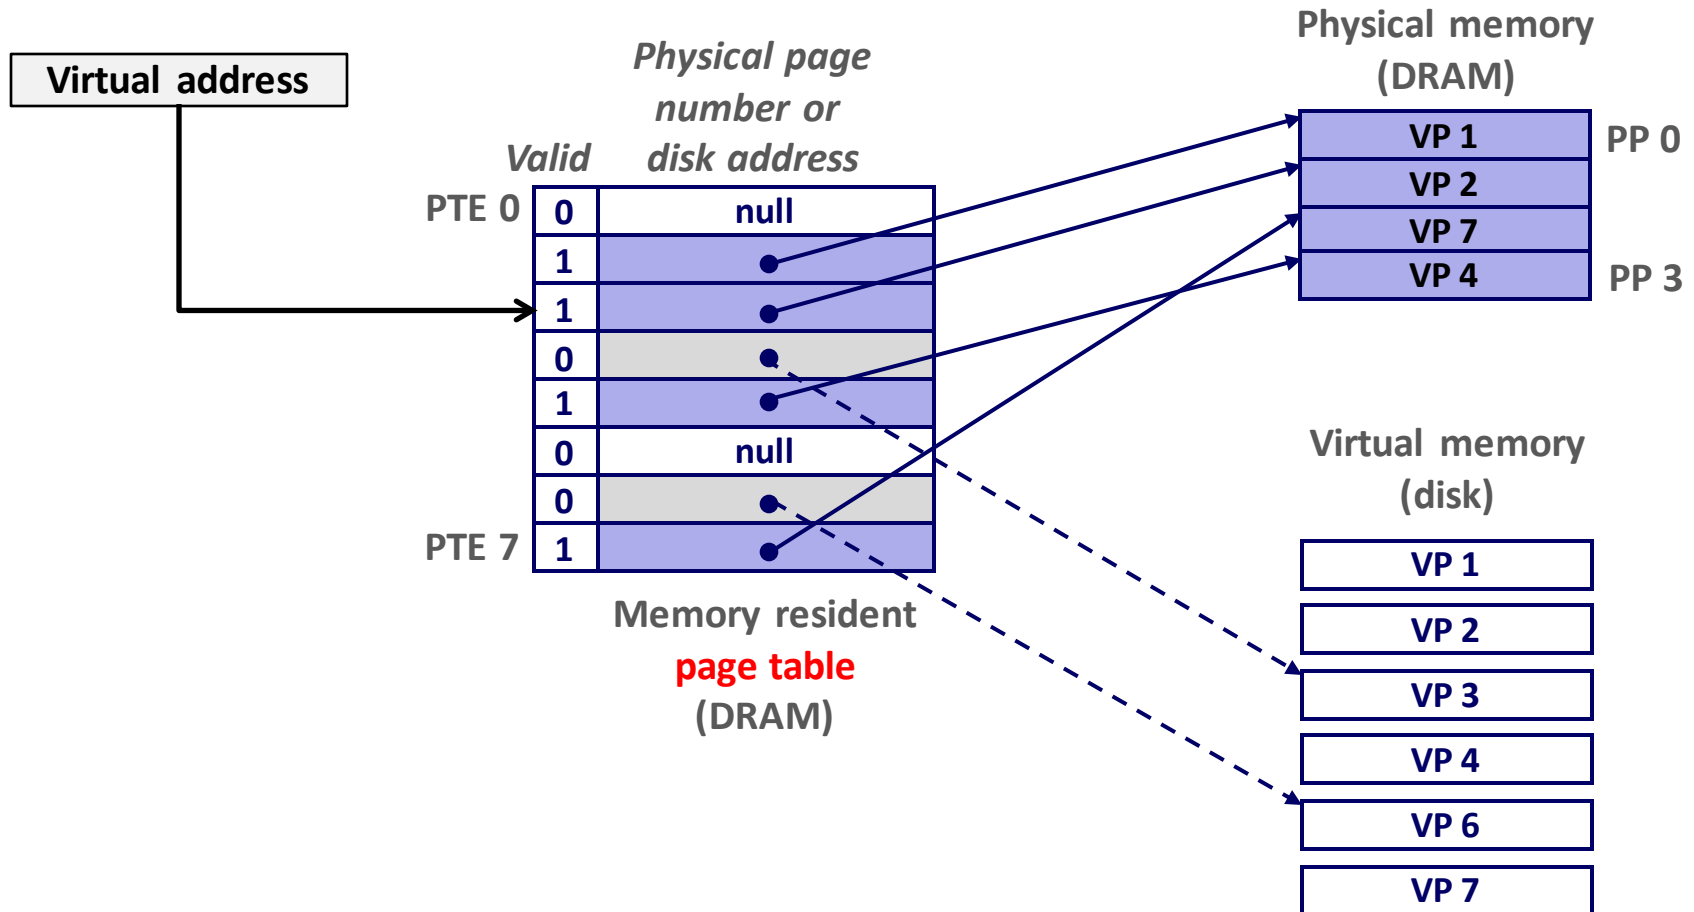 Virtual address
Physical page
number or
disk address
Valid
PTE 0
0 null
1
1
0
1
0 null
0
PTE 7 1
Memory resident
page table
(DRAM)
Physical memory
(DRAM)
VP 1 PP 0
VP 2
VP 7
VP 4 PP 3
Virtual memory
(disk)
VP 1
VP 2
VP 3
VP 4
VP 6
VP 7